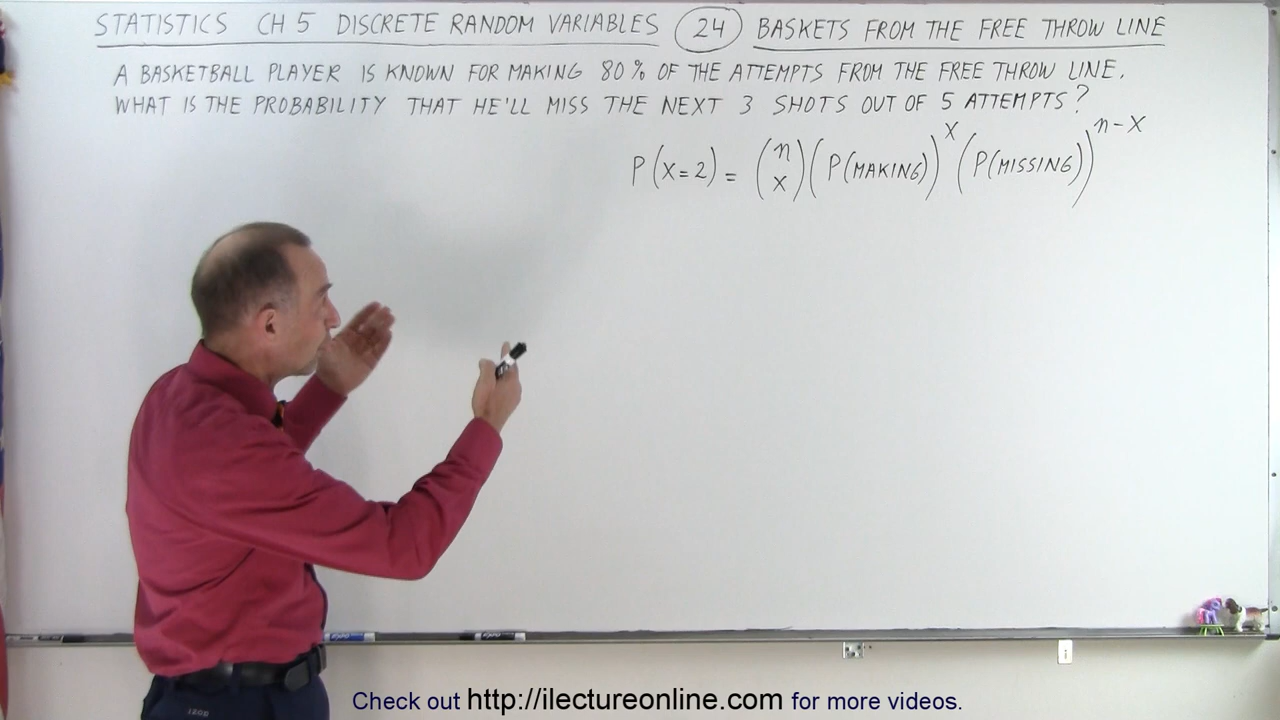 STATISTICS CH 5 DISCRETE RANDOM VARIABLES 24 BASKETS FROM THE FREE THROW LINE
A BASKETBALL PLAYER IS KNOWN FOR MAKING 80% OF THE ATTEMPTS FROM THE FREE THROW LINE.
WHAT IS THE PROBABILITY THAT HE'LL MISS THE NEXT 3 SHOTS OUT OF 5 ATTEMPTS?
P(X=2) = (n x)(P(MAKING))^X (P(MISSING))^n-X
IZOD
Check out http://ilectureonline.com for more videos.